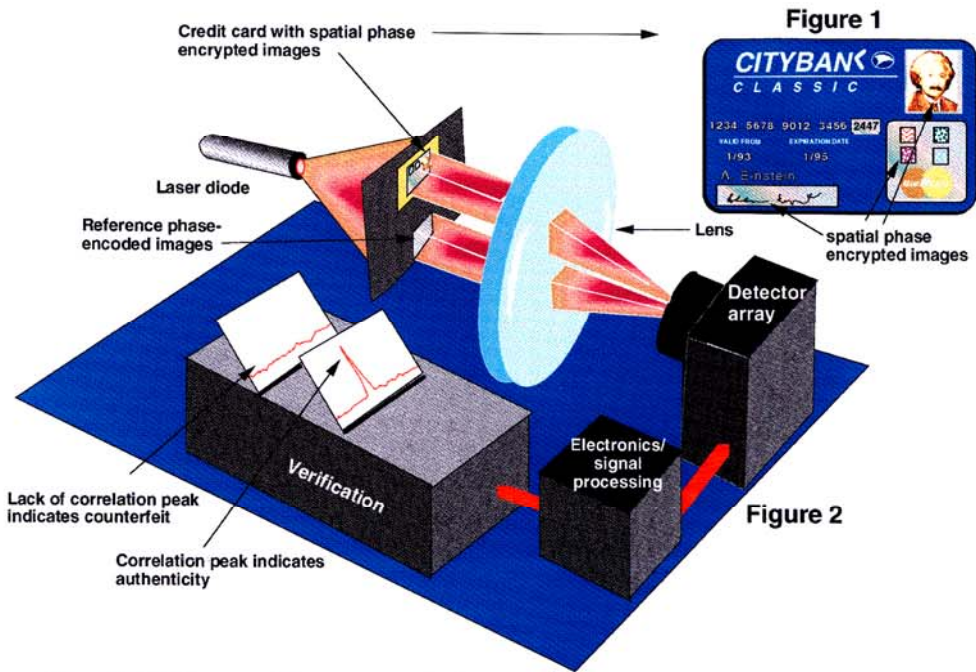 Credit card with spatial phase
encrypted images
Figure 1
CITYBANK
CLASSIC
1234 5678 9012 3456 2447
VALID FROM EXPIRATION DATE
1/93 1/95
A. Einstein
spatial phase
encrypted images
Laser diode
Reference phase-
encoded images
Lens
Detector
array
Electronics/
signal
processing
Verification
Lack of correlation peak
indicates counterfeit
Correlation peak indicates
authenticity
Figure 2